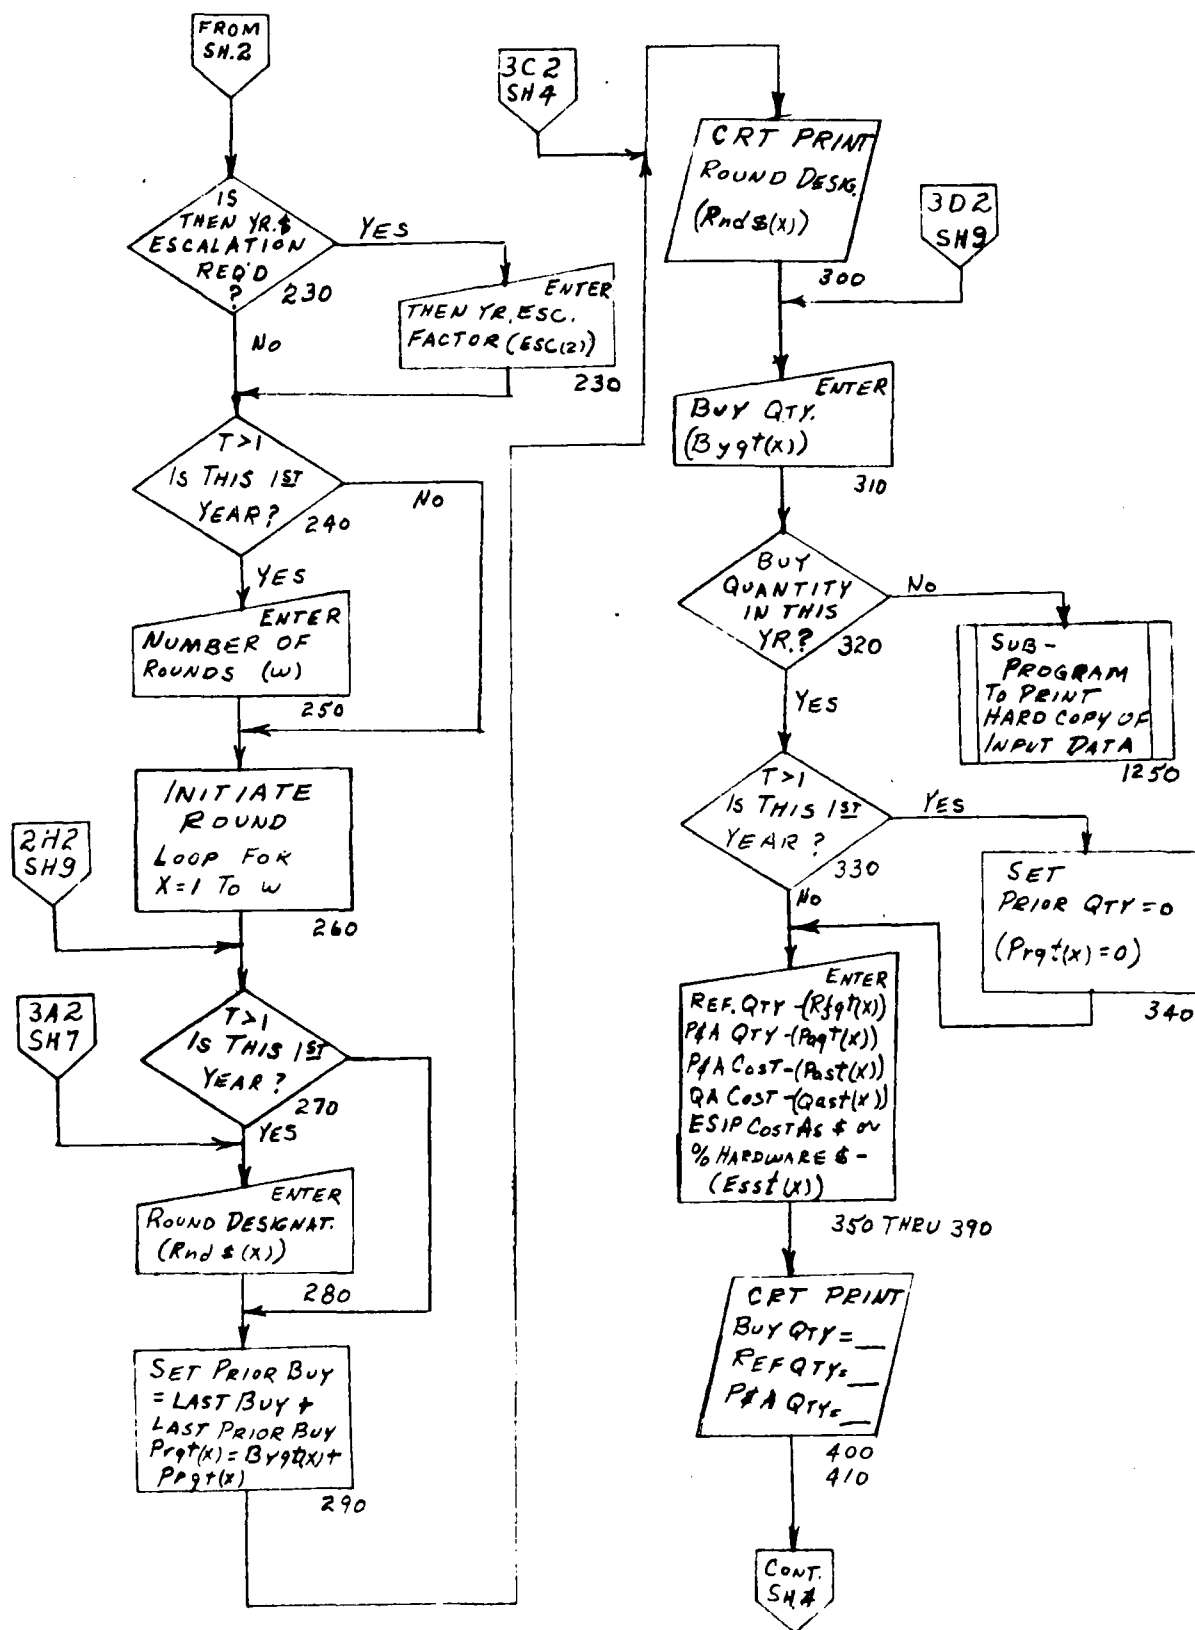 FROM
SH.2
IS
THEN YR.$
ESCALATION
REQ'D
?
230
YES
NO
ENTER
THEN YR. ESC.
FACTOR (ESC(2))
230
T>1
IS THIS 1ST
YEAR?
240
NO
YES
ENTER
NUMBER OF
ROUNDS (W)
250
INITIATE
ROUND
LOOP FOR
X=1 TO W
260
2H2
SH9
T>1
IS THIS 1ST
YEAR?
270
3A2
SH7
YES
ENTER
ROUND DESIGNAT.
(Rnd $(x))
280
SET PRIOR BUY
= LAST BUY +
LAST PRIOR BUY
Prqt(x) = Byqt(x) +
Prqt(x)
290
3C2
SH4
CRT PRINT
ROUND DESIG.
(Rnd $(x))
300
3D2
SH9
ENTER
BUY QTY.
(Byqt(x))
310
BUY
QUANTITY
IN THIS
YR.?
320
NO
YES
SUB-
PROGRAM
TO PRINT
HARD COPY OF
INPUT DATA
1250
T>1
IS THIS 1ST
YEAR?
330
YES
NO
SET
PRIOR QTY = 0
(Prqt(x) = 0)
340
ENTER
REF. QTY - (Rfqt(x))
P&A QTY - (Paqt(x))
P&A COST - (Past(x))
QA COST - (Qast(x))
ESIP COST AS $ or
% HARDWARE $ -
(Esst(x))
350 THRU 390
CRT PRINT
BUY QTY = __
REF QTY = __
P&A QTY = __
400
410
CONT.
SH.4